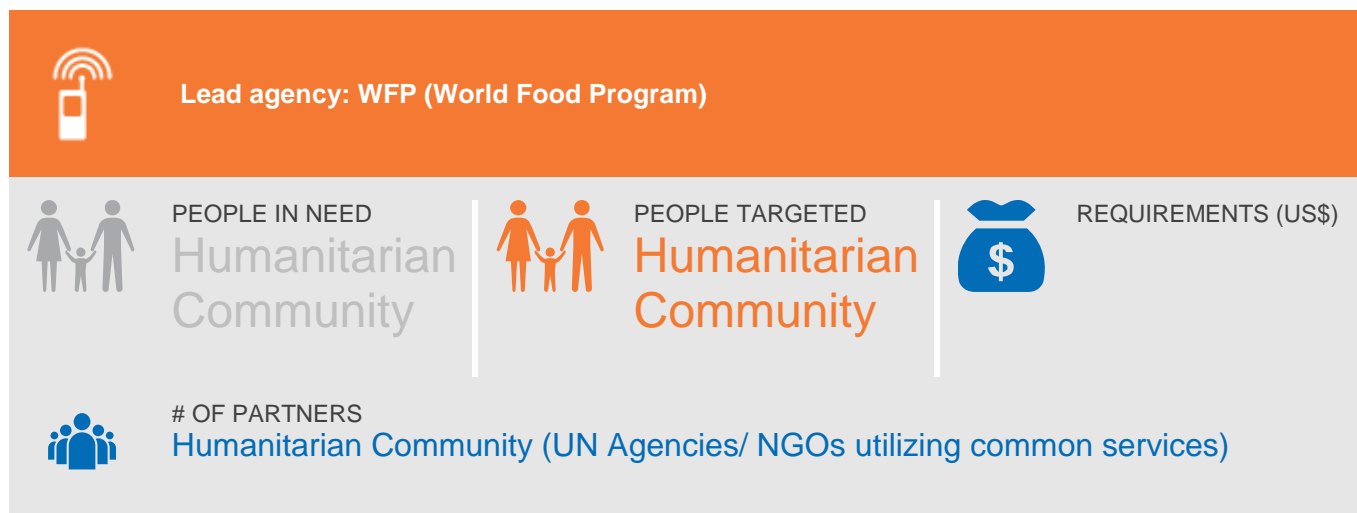 Lead agency: WFP (World Food Program)
PEOPLE IN NEED
Humanitarian
Community
PEOPLE TARGETED
Humanitarian
Community
$
REQUIREMENTS (US$)
# OF PARTNERS
Humanitarian Community (UN Agencies/ NGOs utilizing common services)